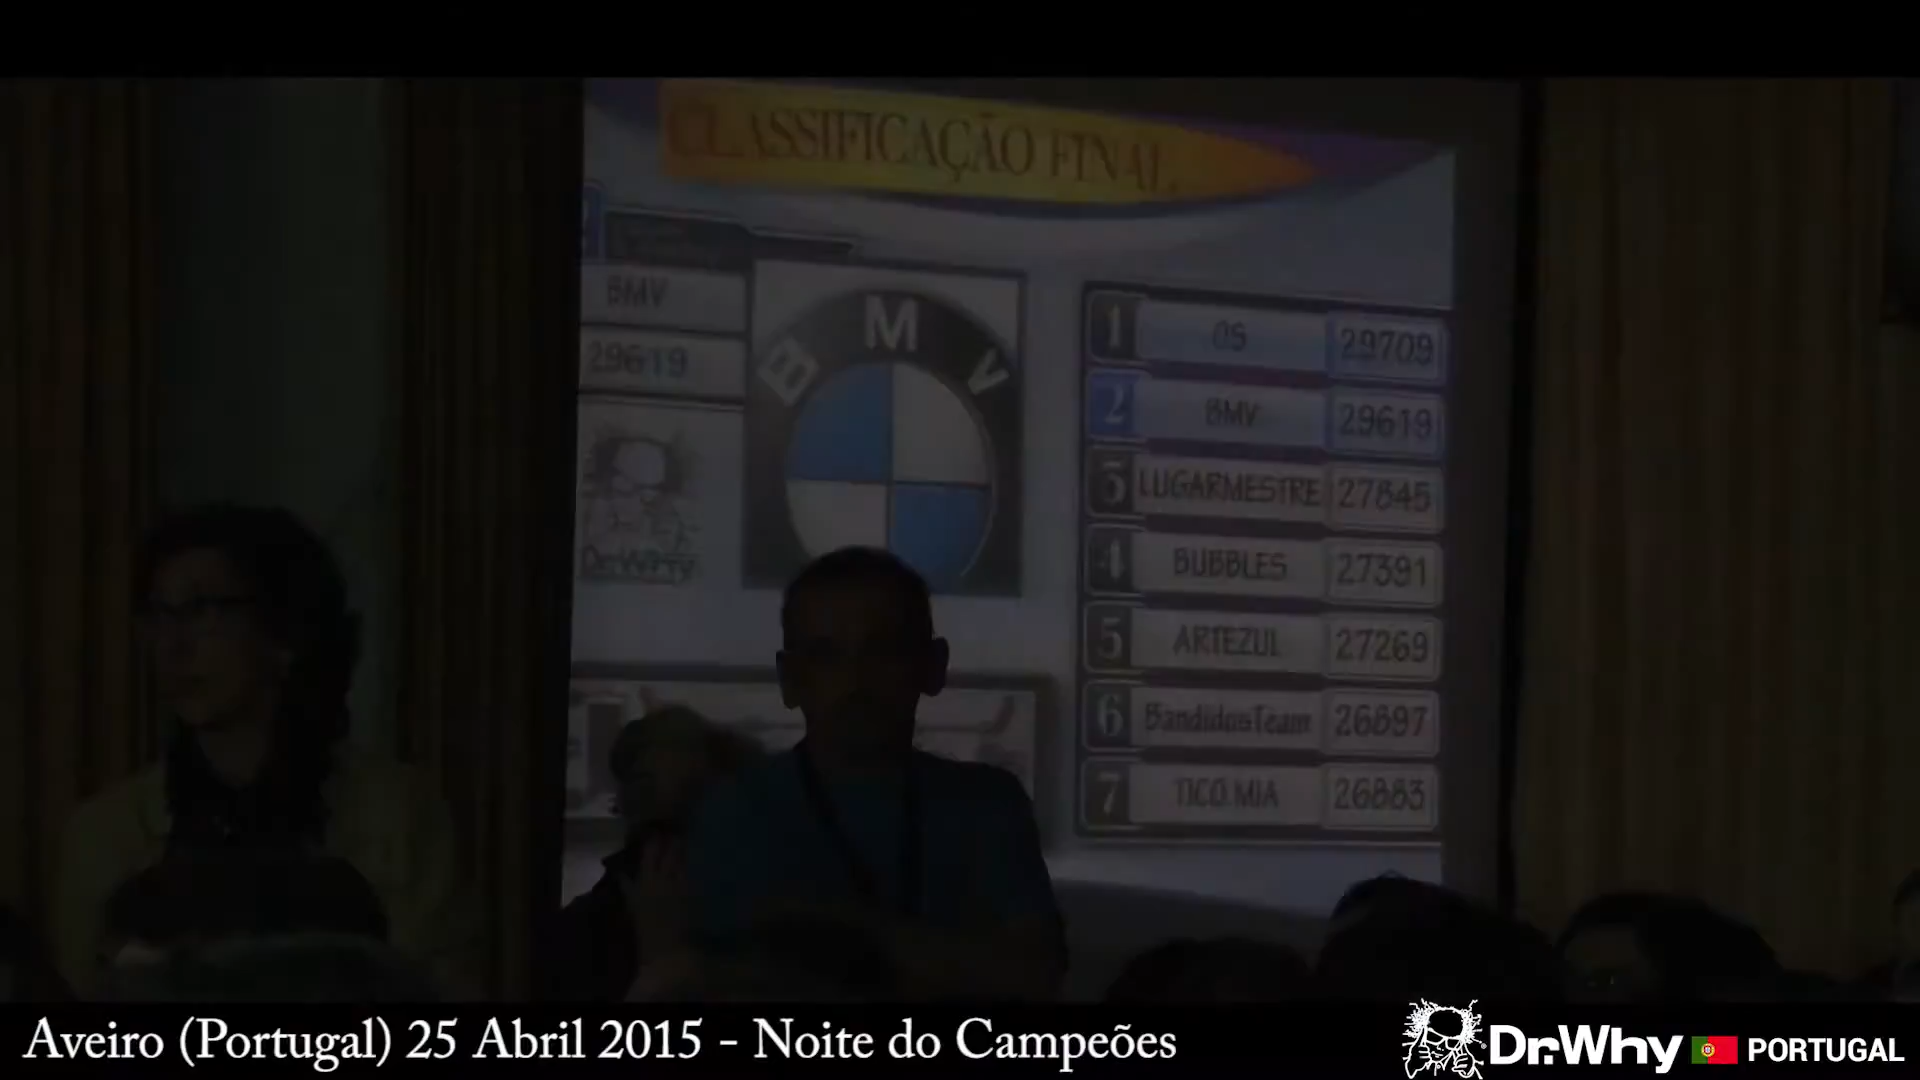 CLASSIFICAÇÃO FINAL
BMV
29619
Dr.Why
BMV
1 OS 29709
2 BMV 29619
3 LUGARMESTRE 27845
4 BUBBLES 27391
5 ARTEZUL 27269
6 BandidosTeam 26897
7 TICO.MIA 26883
Aveiro (Portugal) 25 Abril 2015 - Noite do Campeões
Dr.Why PORTUGAL